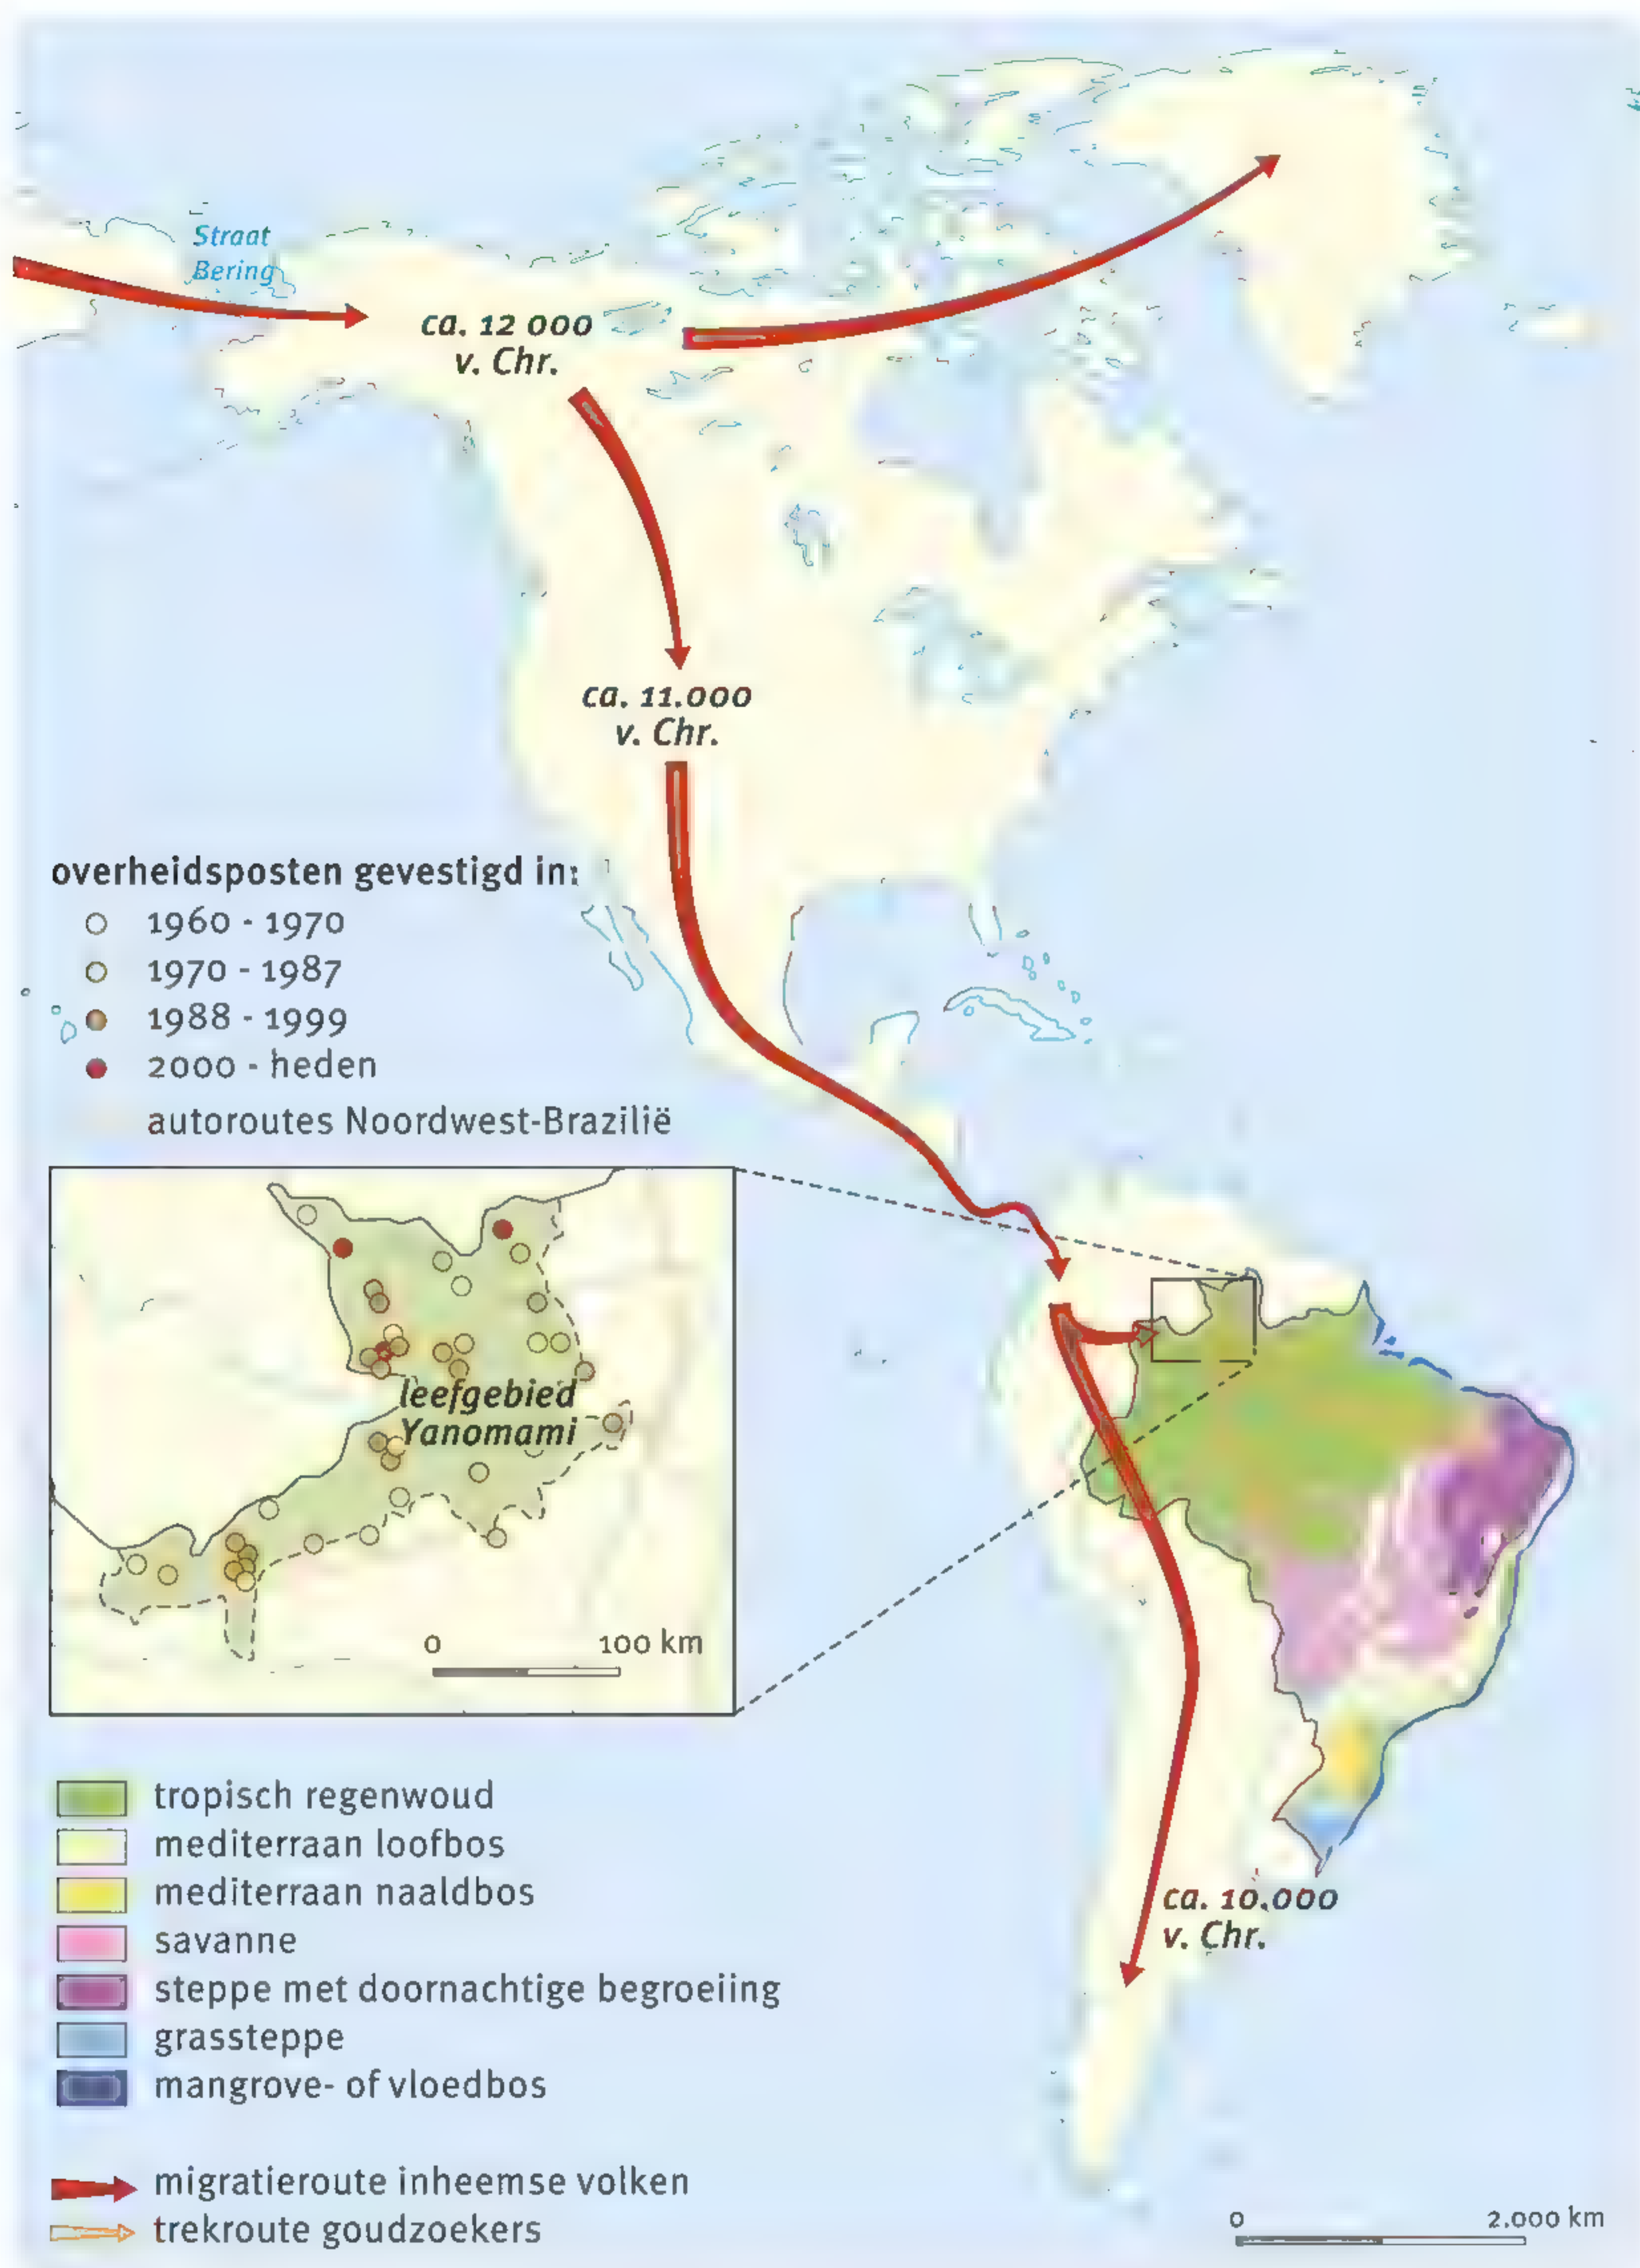 Straat
Bering
ca. 12 000
v. Chr.
ca. 11.000
v. Chr.
overheidsposten gevestigd in:
1960 - 1970
1970 - 1987
1988 - 1999
2000 - heden
autoroutes Noordwest-Brazilië
leefgebied
Yanomami
0 100 km
tropisch regenwoud
mediterraan loofbos
mediterraan naaldbos
savanne
steppe met doornachtige begroeiing
grassteppe
mangrove- of vloedbos
ca. 10.000
v. Chr.
migratieroute inheemse volken
trekroute goudzoekers
0 2.000 km